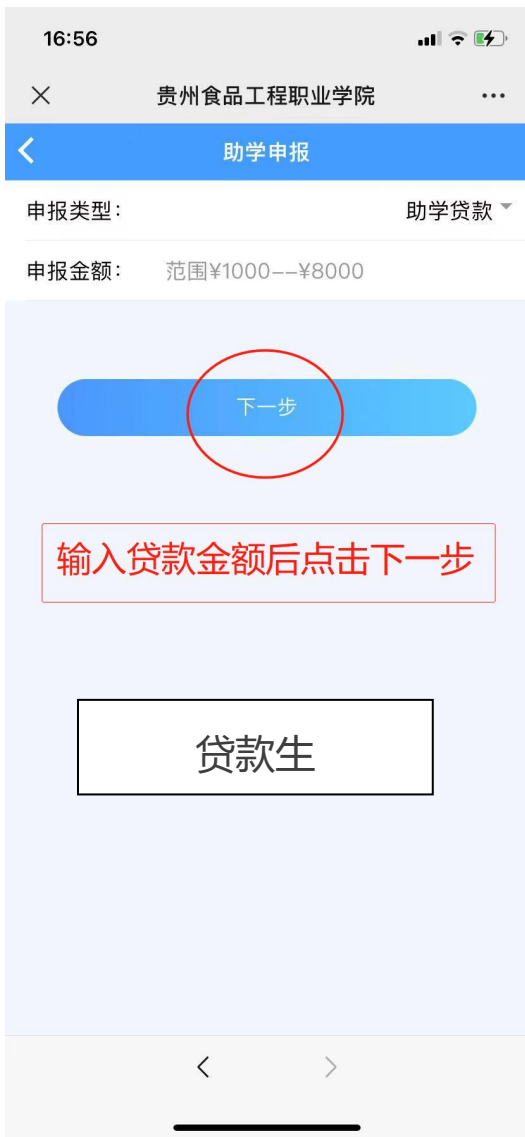 16:56
贵州食品工程职业学院
助学申报
申报类型：
助学贷款
申报金额：
范围¥1000--¥8000
下一步
输入贷款金额后点击下一步
贷款生